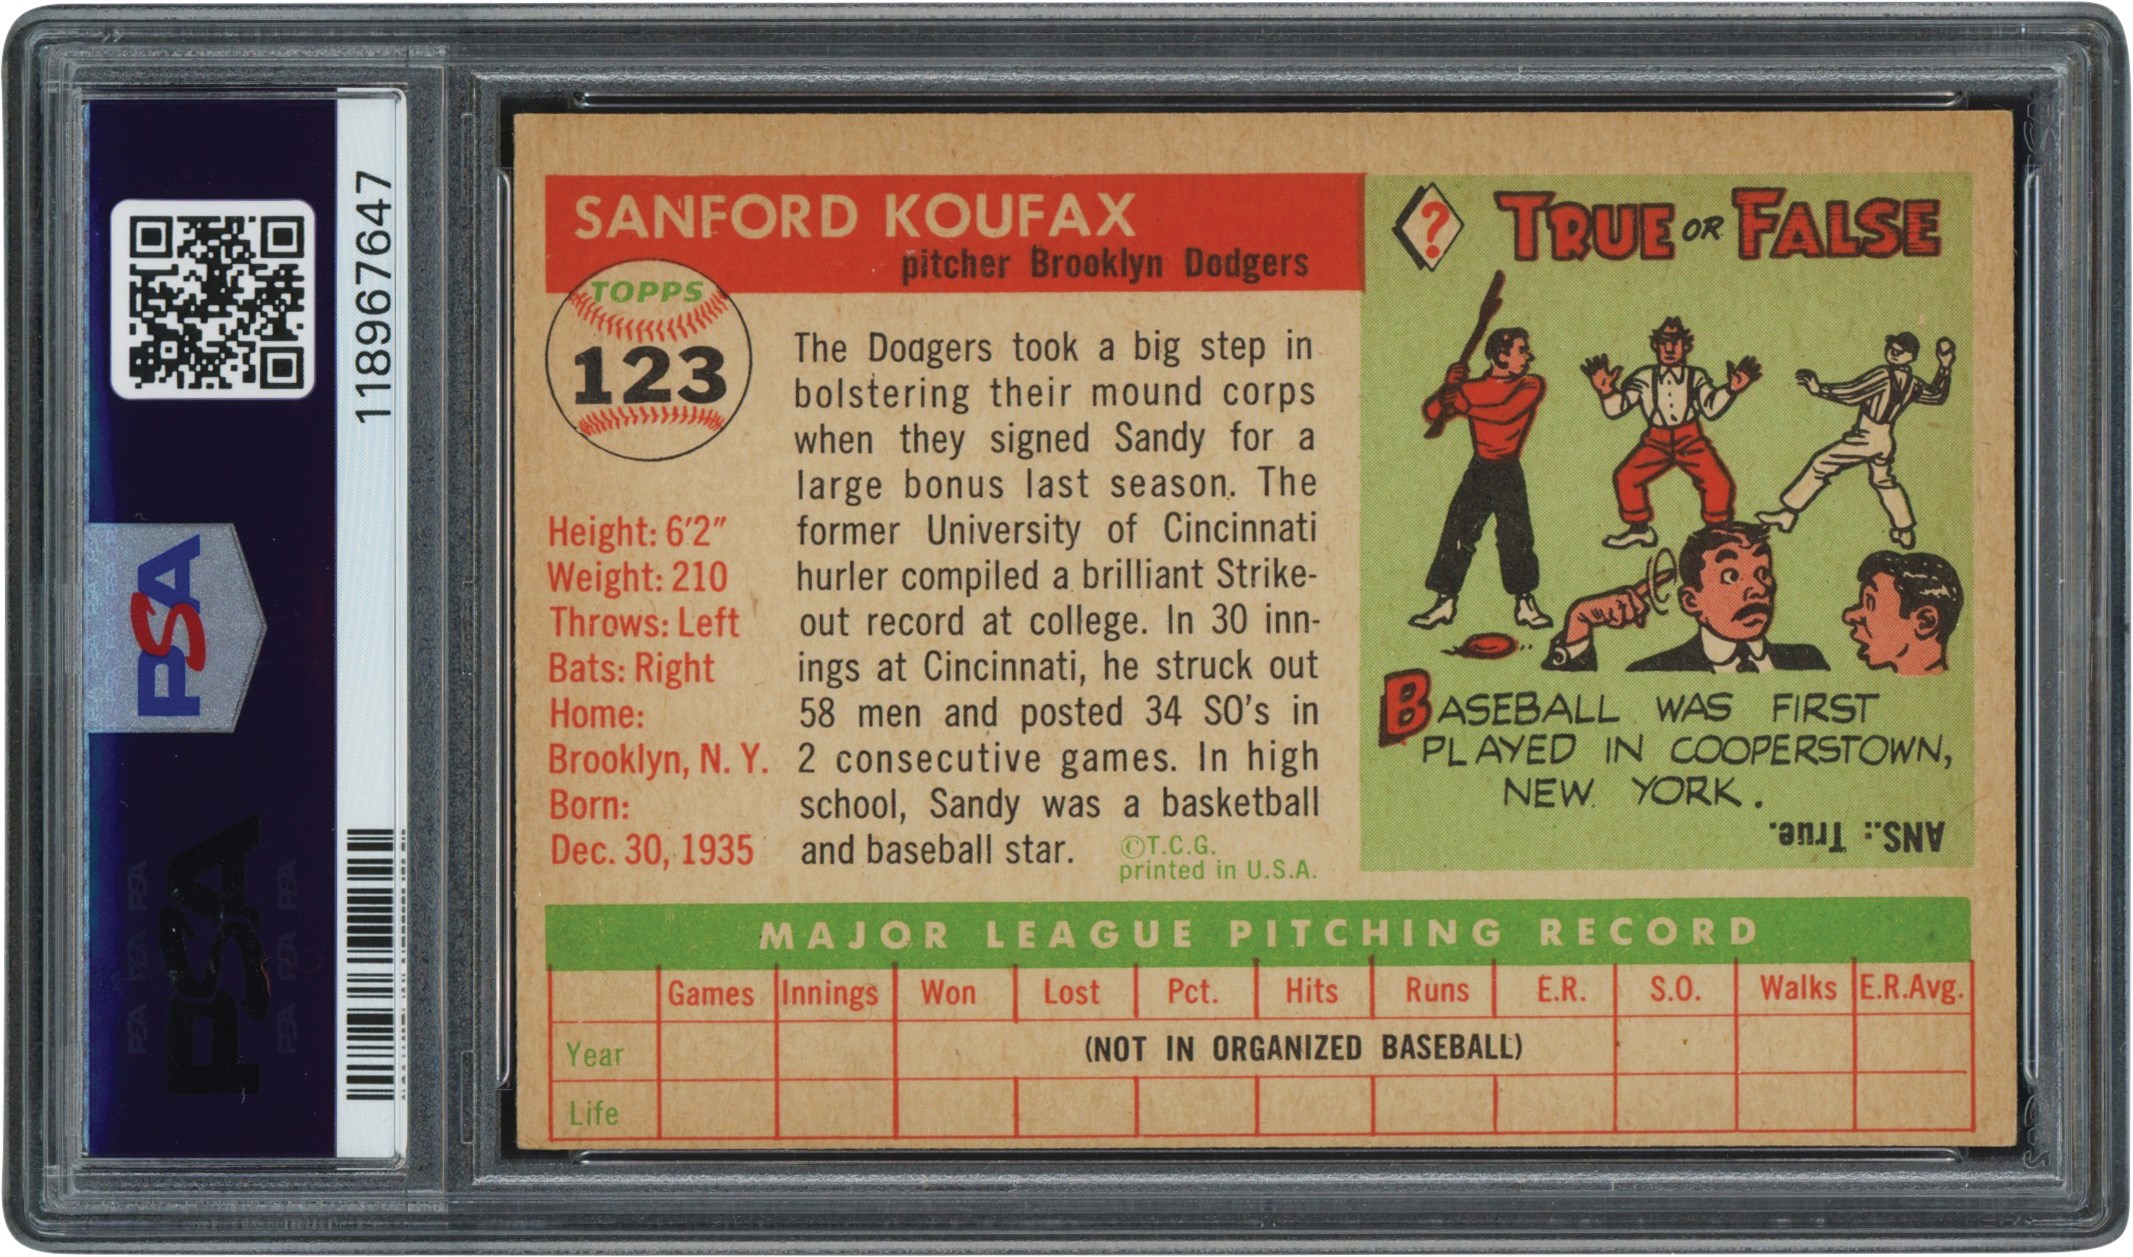 118967647
PSA
PSA
SANFORD KOUFAX
pitcher Brooklyn Dodgers
TOPPS
123
Height: 6'2"
Weight: 210
Throws: Left
Bats: Right
Home:
Brooklyn, N. Y.
Born:
Dec. 30, 1935
The Dodgers took a big step in
bolstering their mound corps
when they signed Sandy for a
large bonus last season. The
former University of Cincinnati
hurler compiled a brilliant Strike-
out record at college. In 30 inn-
ings at Cincinnati, he struck out
58 men and posted 34 SO's in
2 consecutive games. In high
school, Sandy was a basketball
and baseball star.
©T.C.G.
printed in U.S.A.
? TRUE OR FALSE
BASEBALL WAS FIRST
PLAYED IN COOPERSTOWN,
NEW YORK.
ANS.: True.
MAJOR LEAGUE PITCHING RECORD
Games Innings Won Lost Pct. Hits Runs E.R. S.O. Walks E.R.Avg.
Year (NOT IN ORGANIZED BASEBALL)
Life